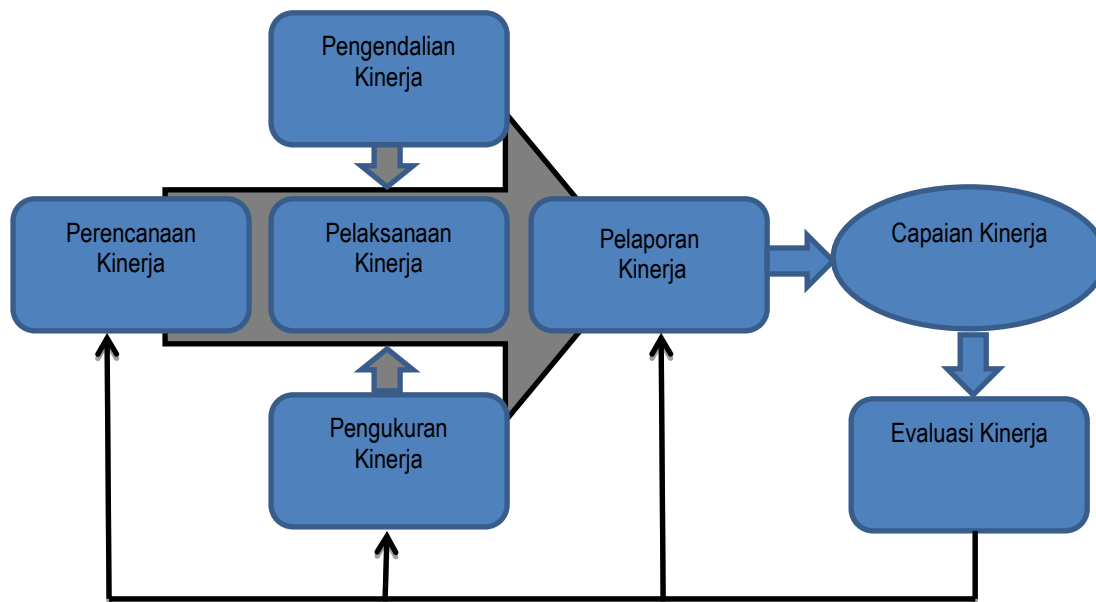 Pengendalian
Kinerja
Perencanaan
Kinerja
Pelaksanaan
Kinerja
Pelaporan
Kinerja
Capaian Kinerja
Pengukuran
Kinerja
Evaluasi Kinerja